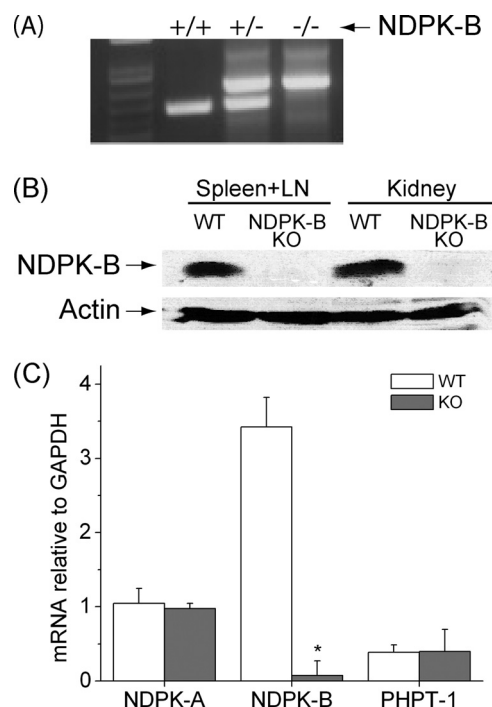 (A)
+/+ +/- -/- ← NDPK-B
(B)
Spleen+LN Kidney
WT NDPK-B KO WT NDPK-B KO
NDPK-B →
Actin →
(C)
WT
KO
mRNA relative to GAPDH
4
3
2
1
0
*
NDPK-A NDPK-B PHPT-1